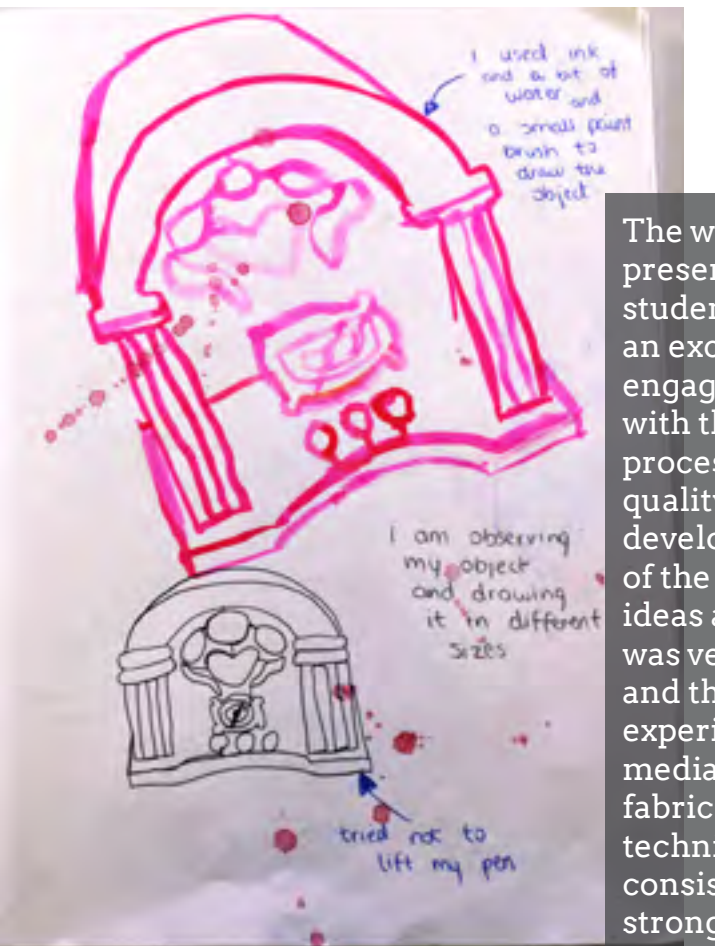 I used ink
and a bit of
water and
a small paint
brush to
draw the
object
I am observing
my object
and drawing
it in different
sizes
tried not to
lift my pen
The w
presen
studen
an exc
engag
with th
proces
quality
develo
of the
ideas a
was ve
and th
experi
media
fabric
techni
consis
strong